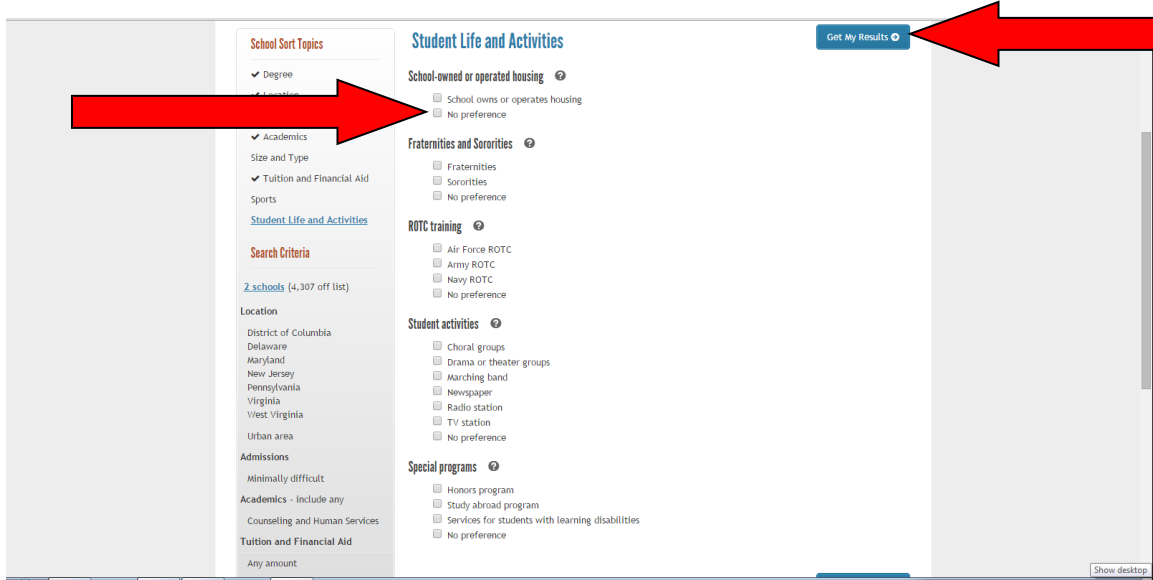 School Sort Topics
✔ Degree
✔ Location
✔ Academics
Size and Type
✔ Tuition and Financial Aid
Sports
Student Life and Activities
Search Criteria
2 schools (4,307 off list)
Location
District of Columbia
Delaware
Maryland
New Jersey
Pennsylvania
Virginia
West Virginia
Urban area
Admissions
Minimally difficult
Academics - include any
Counseling and Human Services
Tuition and Financial Aid
Any amount
Student Life and Activities
Get My Results
School-owned or operated housing ?
School owns or operates housing
No preference
Fraternities and Sororities ?
Fraternities
Sororities
No preference
ROTC training ?
Air Force ROTC
Army ROTC
Navy ROTC
No preference
Student activities ?
Choral groups
Drama or theater groups
Marching band
Newspaper
Radio station
TV station
No preference
Special programs ?
Honors program
Study abroad program
Services for students with learning disabilities
No preference
Show desktop